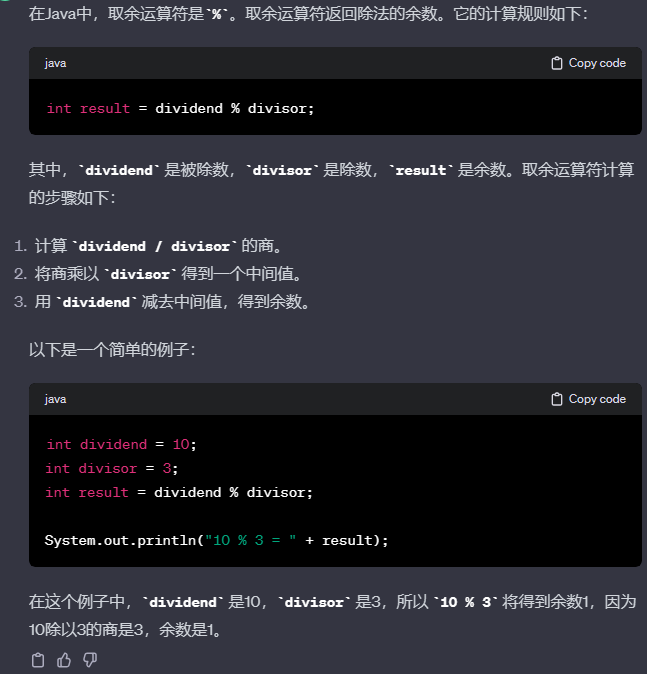 在Java中，取余运算符是`%`。取余运算符返回除法的余数。它的计算规则如下：
java
Copy code
int result = dividend % divisor;
其中，`dividend`是被除数，`divisor`是除数，`result`是余数。取余运算符计算
的步骤如下：
1. 计算`dividend / divisor`的商。
2. 将商乘以`divisor`得到一个中间值。
3. 用`dividend`减去中间值，得到余数。
以下是一个简单的例子：
java
Copy code
int dividend = 10;
int divisor = 3;
int result = dividend % divisor;
System.out.println("10 % 3 = " + result);
在这个例子中，`dividend`是10，`divisor`是3，所以`10 % 3`将得到余数1，因为
10除以3的商是3，余数是1。